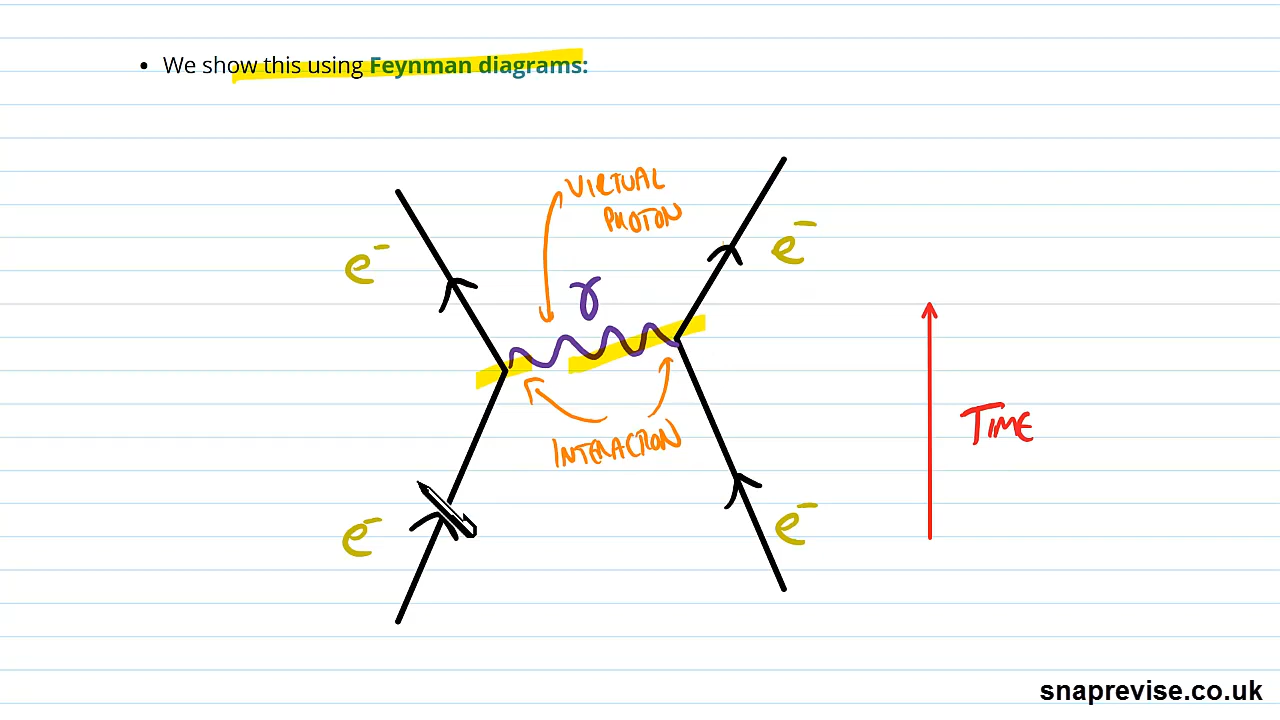 • We show this using Feynman diagrams:
VIRTUAL
PHOTON
e⁻
e⁻
γ
TIME
INTERACTION
e⁻
e⁻
snaprevise.co.uk